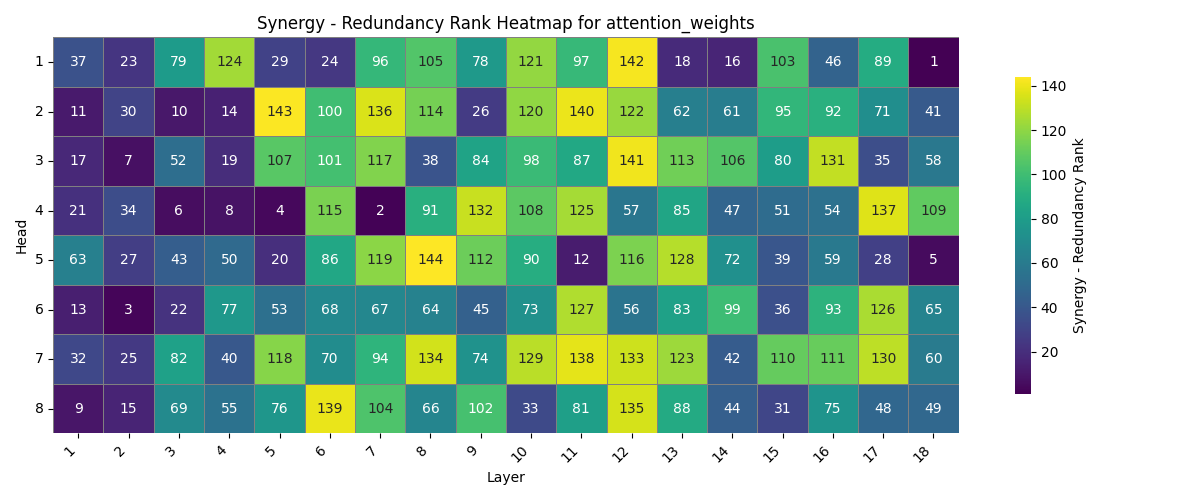 Synergy - Redundancy Rank Heatmap for attention_weights
1 37 23 79 124 29 24 96 105 78 121 97 142 18 16 103 46 89 1
2 11 30 10 14 143 100 136 114 26 120 140 122 62 61 95 92 71 41
3 17 7 52 19 107 101 117 38 84 98 87 141 113 106 80 131 35 58
4 21 34 6 8 4 115 2 91 132 108 125 57 85 47 51 54 137 109
5 63 27 43 50 20 86 119 144 112 90 12 116 128 72 39 59 28 5
6 13 3 22 77 53 68 67 64 45 73 127 56 83 99 36 93 126 65
7 32 25 82 40 118 70 94 134 74 129 138 133 123 42 110 111 130 60
8 9 15 69 55 76 139 104 66 102 33 81 135 88 44 31 75 48 49
Head
1 2 3 4 5 6 7 8 9 10 11 12 13 14 15 16 17 18
Layer
140
120
100
80
60
40
20
Synergy - Redundancy Rank